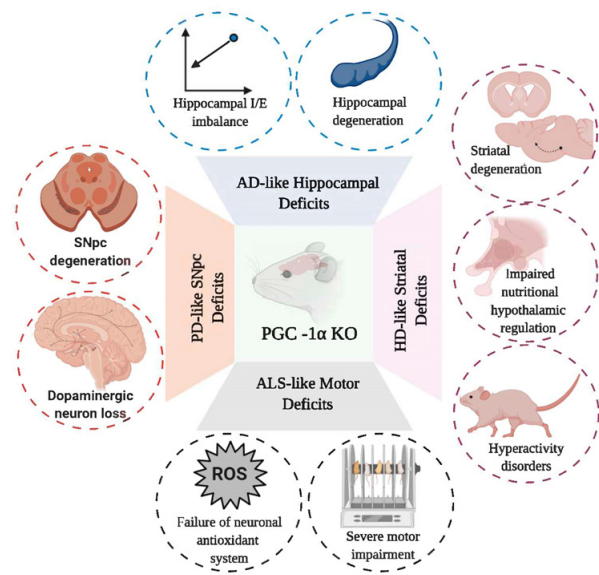 Hippocampal I/E
imbalance
Hippocampal
degeneration
AD-like Hippocampal
Deficits
SNpc
degeneration
Dopaminergic
neuron loss
PD-like SNpc
Deficits
PGC -1α KO
HD-like Striatal
Deficits
Striatal
degeneration
Impaired
nutritional
hypothalamic
regulation
Hyperactivity
disorders
ALS-like Motor
Deficits
ROS
Failure of neuronal
antioxidant
system
Severe motor
impairment